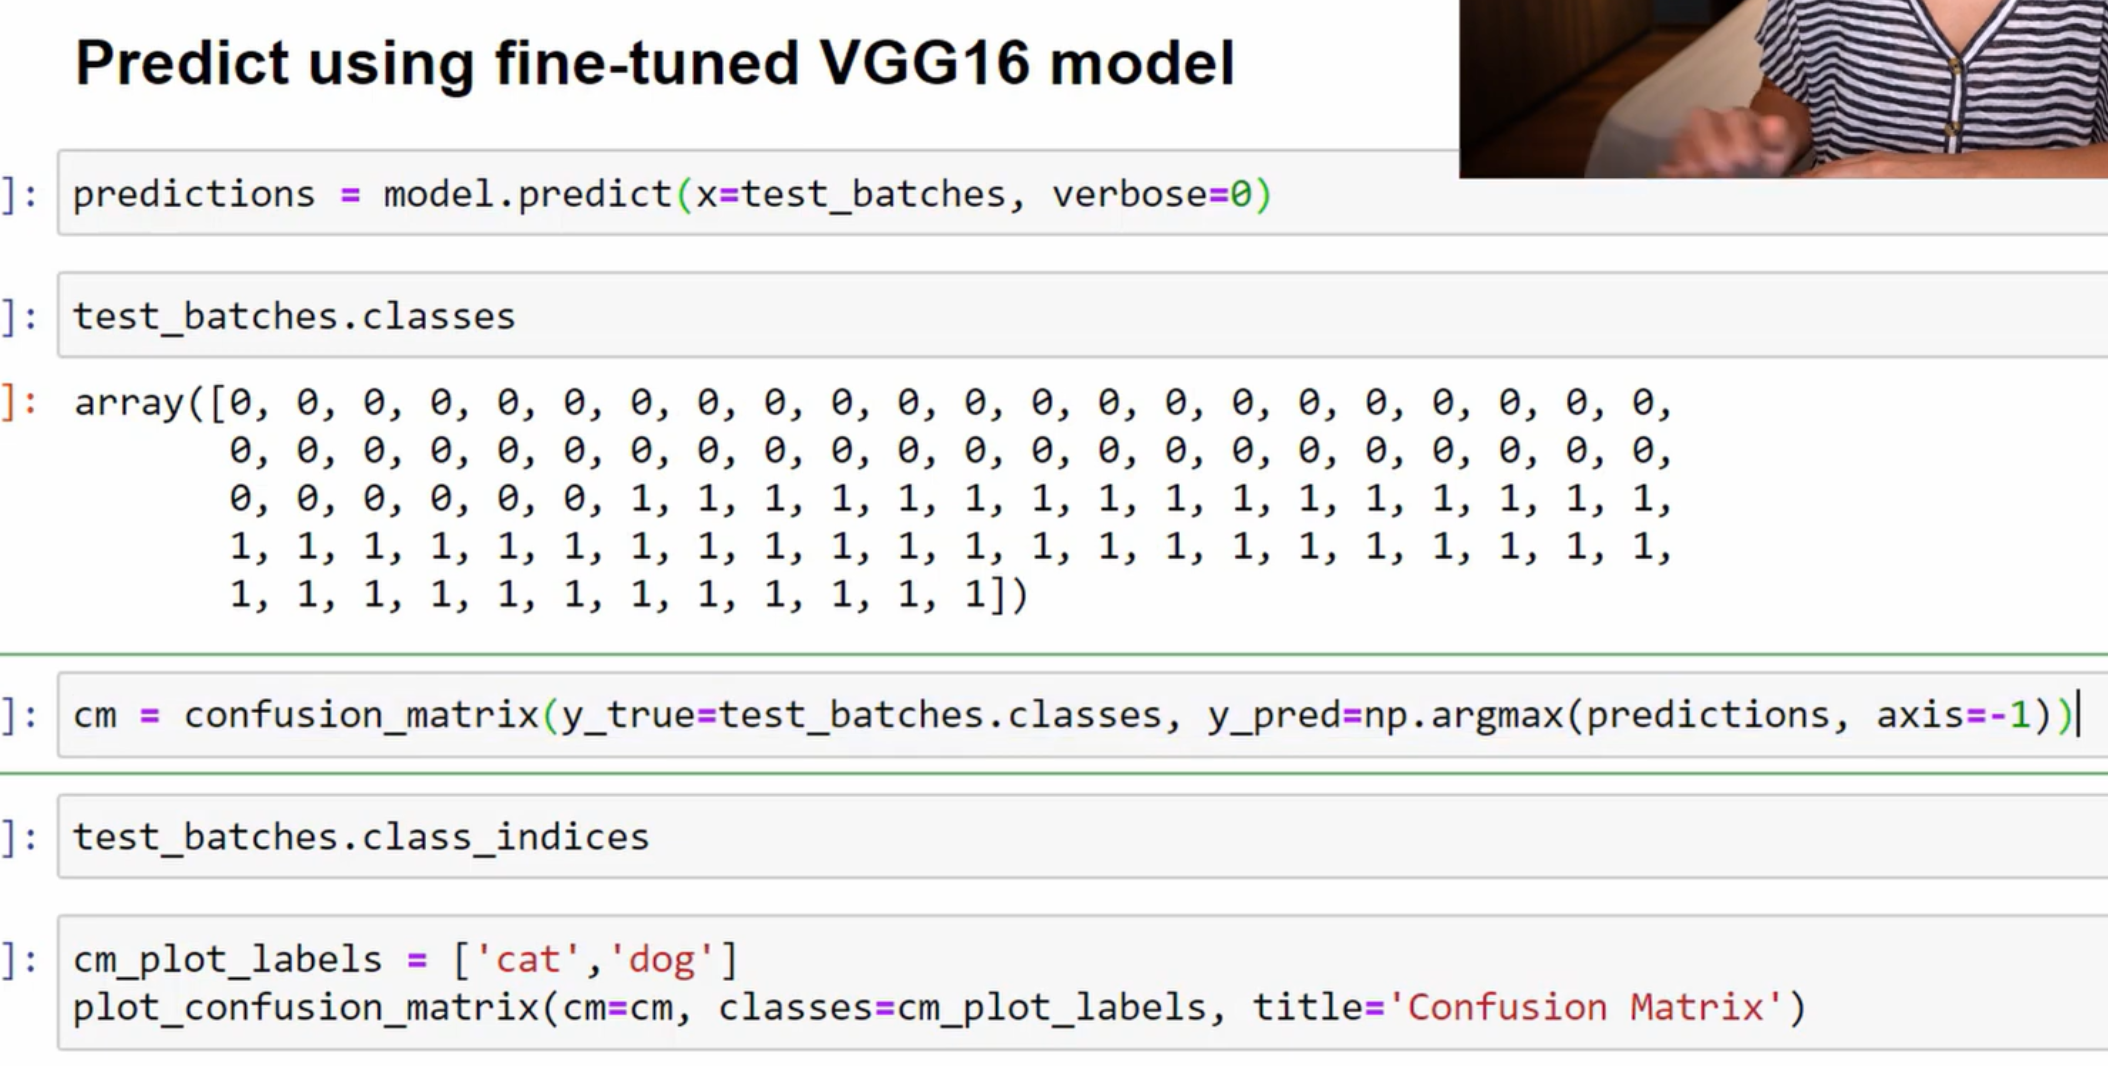 Predict using fine-tuned VGG16 model
]: predictions = model.predict(x=test_batches, verbose=0)
]: test_batches.classes
]: array([0, 0, 0, 0, 0, 0, 0, 0, 0, 0, 0, 0, 0, 0, 0, 0, 0, 0, 0, 0, 0, 0,
0, 0, 0, 0, 0, 0, 0, 0, 0, 0, 0, 0, 0, 0, 0, 0, 0, 0, 0, 0, 0, 0,
0, 0, 0, 0, 0, 0, 1, 1, 1, 1, 1, 1, 1, 1, 1, 1, 1, 1, 1, 1, 1, 1,
1, 1, 1, 1, 1, 1, 1, 1, 1, 1, 1, 1, 1, 1, 1, 1, 1, 1, 1, 1, 1, 1,
1, 1, 1, 1, 1, 1, 1, 1, 1, 1, 1, 1])
]: cm = confusion_matrix(y_true=test_batches.classes, y_pred=np.argmax(predictions, axis=-1))
]: test_batches.class_indices
]: cm_plot_labels = ['cat','dog']
plot_confusion_matrix(cm=cm, classes=cm_plot_labels, title='Confusion Matrix')